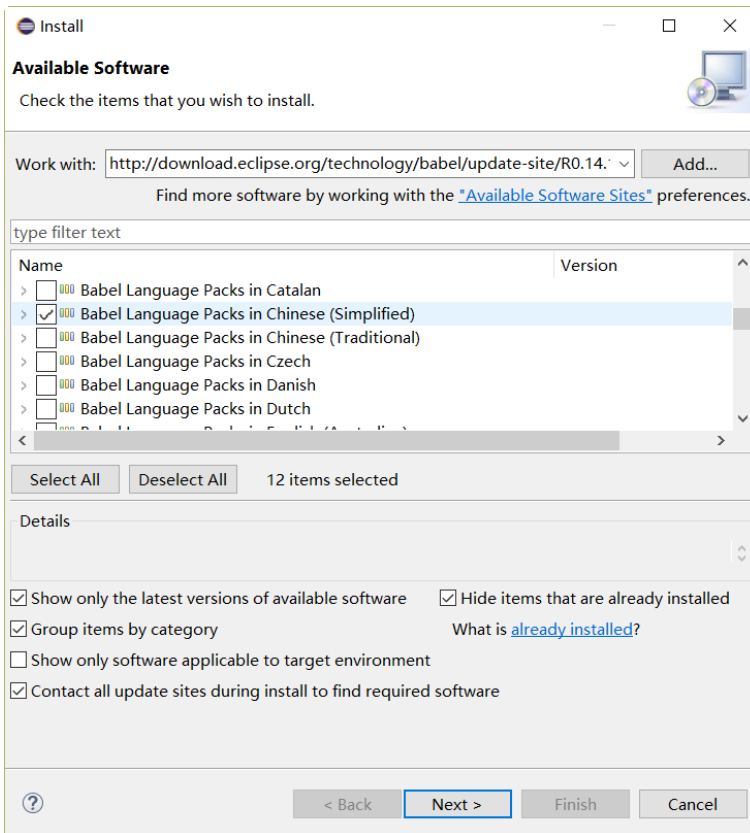 Install
Available Software
Check the items that you wish to install.
Work with: http://download.eclipse.org/technology/babel/update-site/R0.14. Add...
Find more software by working with the "Available Software Sites" preferences.
type filter text
Name Version
Babel Language Packs in Catalan
Babel Language Packs in Chinese (Simplified)
Babel Language Packs in Chinese (Traditional)
Babel Language Packs in Czech
Babel Language Packs in Danish
Babel Language Packs in Dutch
Select All Deselect All 12 items selected
Details
Show only the latest versions of available software Hide items that are already installed
Group items by category What is already installed?
Show only software applicable to target environment
Contact all update sites during install to find required software
? < Back Next > Finish Cancel